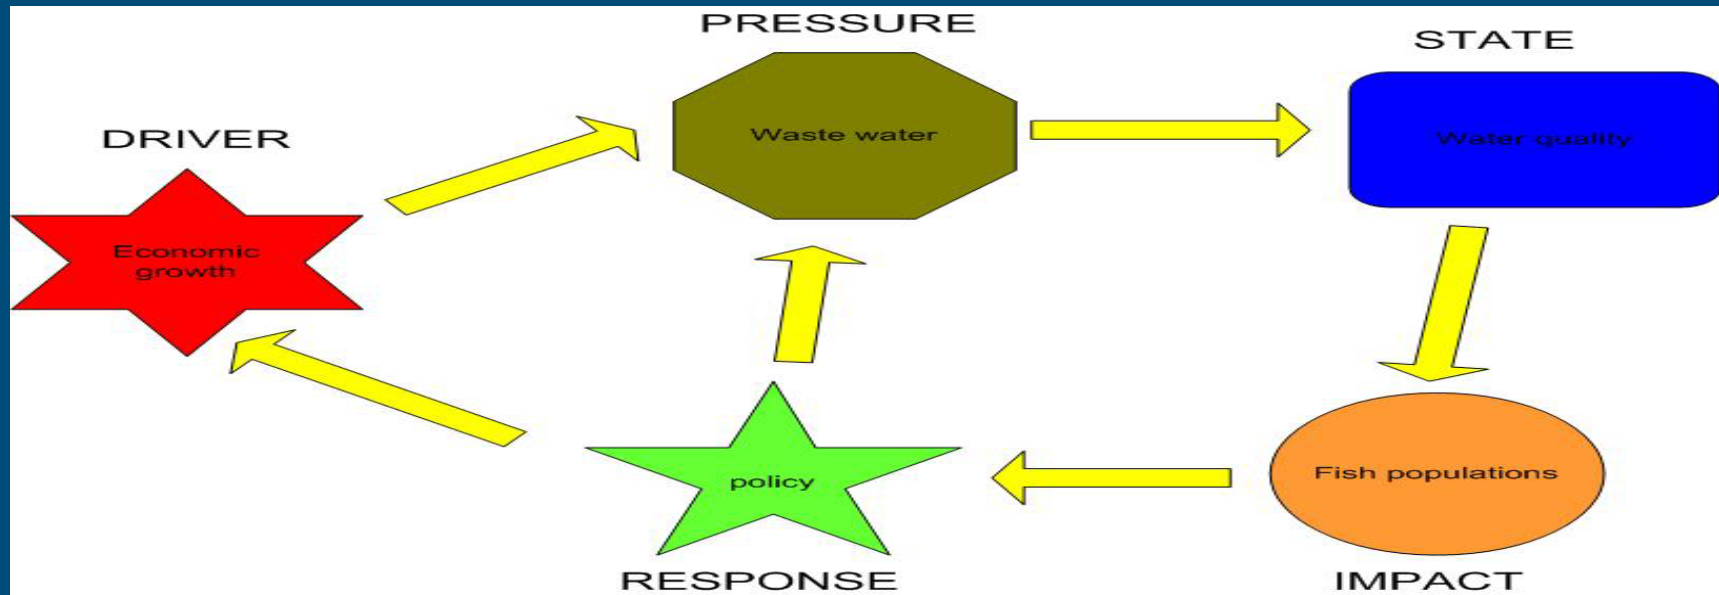 PRESSURE
STATE
Waste water
Water quality
DRIVER
Economic
growth
policy
Fish populations
RESPONSE
IMPACT